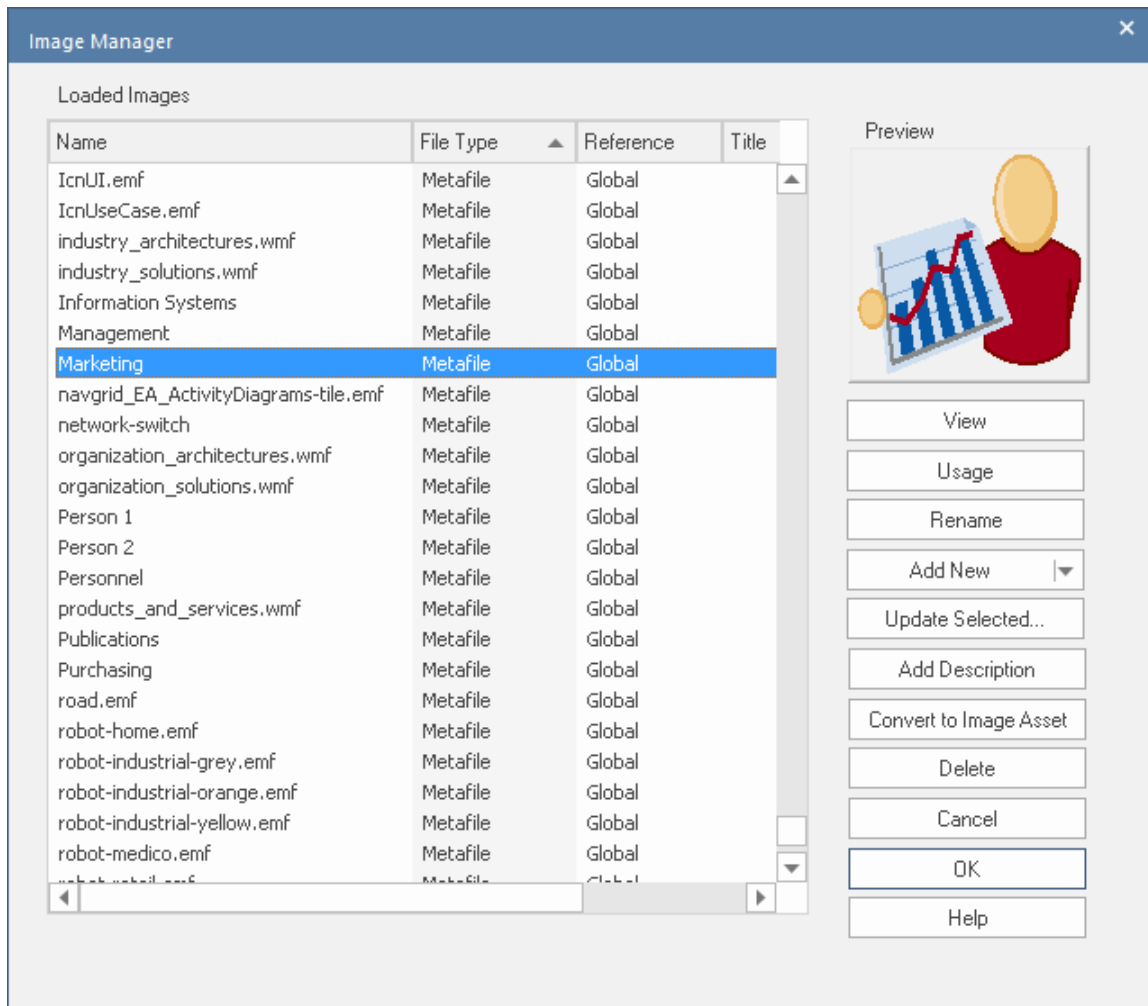 Image Manager
Loaded Images
Name File Type Reference Title
IcnUI.emf Metafile Global
IcnUseCase.emf Metafile Global
industry_architectures.wmf Metafile Global
industry_solutions.wmf Metafile Global
Information Systems Metafile Global
Management Metafile Global
Marketing Metafile Global
navgrid_EA_ActivityDiagrams-tile.emf Metafile Global
network-switch Metafile Global
organization_architectures.wmf Metafile Global
organization_solutions.wmf Metafile Global
Person 1 Metafile Global
Person 2 Metafile Global
Personnel Metafile Global
products_and_services.wmf Metafile Global
Publications Metafile Global
Purchasing Metafile Global
road.emf Metafile Global
robot-home.emf Metafile Global
robot-industrial-grey.emf Metafile Global
robot-industrial-orange.emf Metafile Global
robot-industrial-yellow.emf Metafile Global
robot-medico.emf Metafile Global
Preview
View
Usage
Rename
Add New
Update Selected...
Add Description
Convert to Image Asset
Delete
Cancel
OK
Help